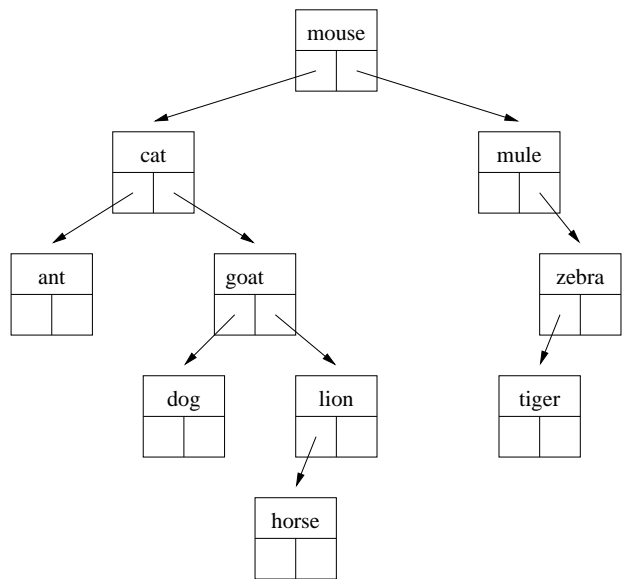 mouse
cat
mule
ant
goat
zebra
dog
lion
tiger
horse